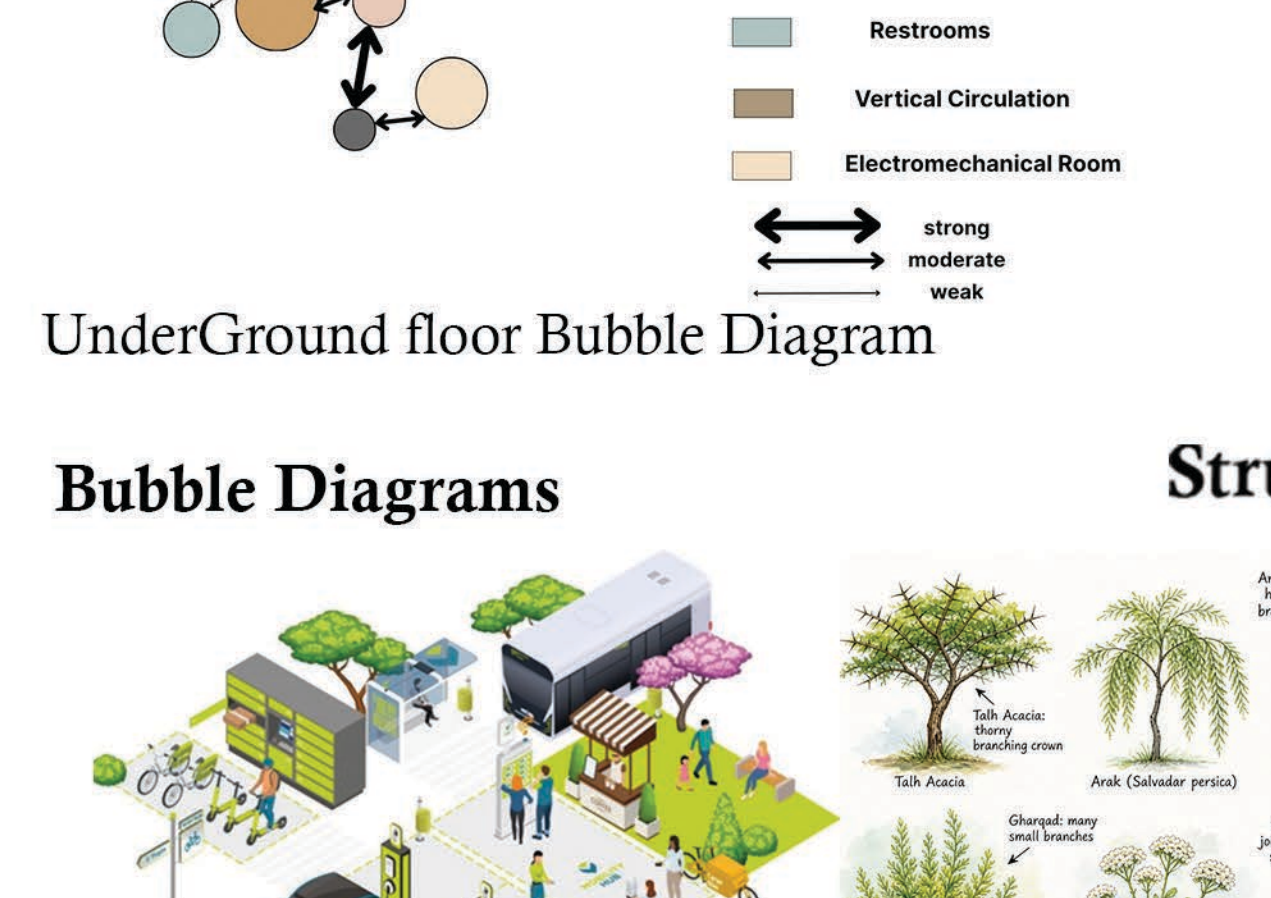 Restrooms
Vertical Circulation
Electromechanical Room
strong
moderate
weak
UnderGround floor Bubble Diagram
Bubble Diagrams
Talh Acacia:
thorny
branching crown
Talh Acacia
Arak (Salvadar persica)
Gharqad: many
small branches